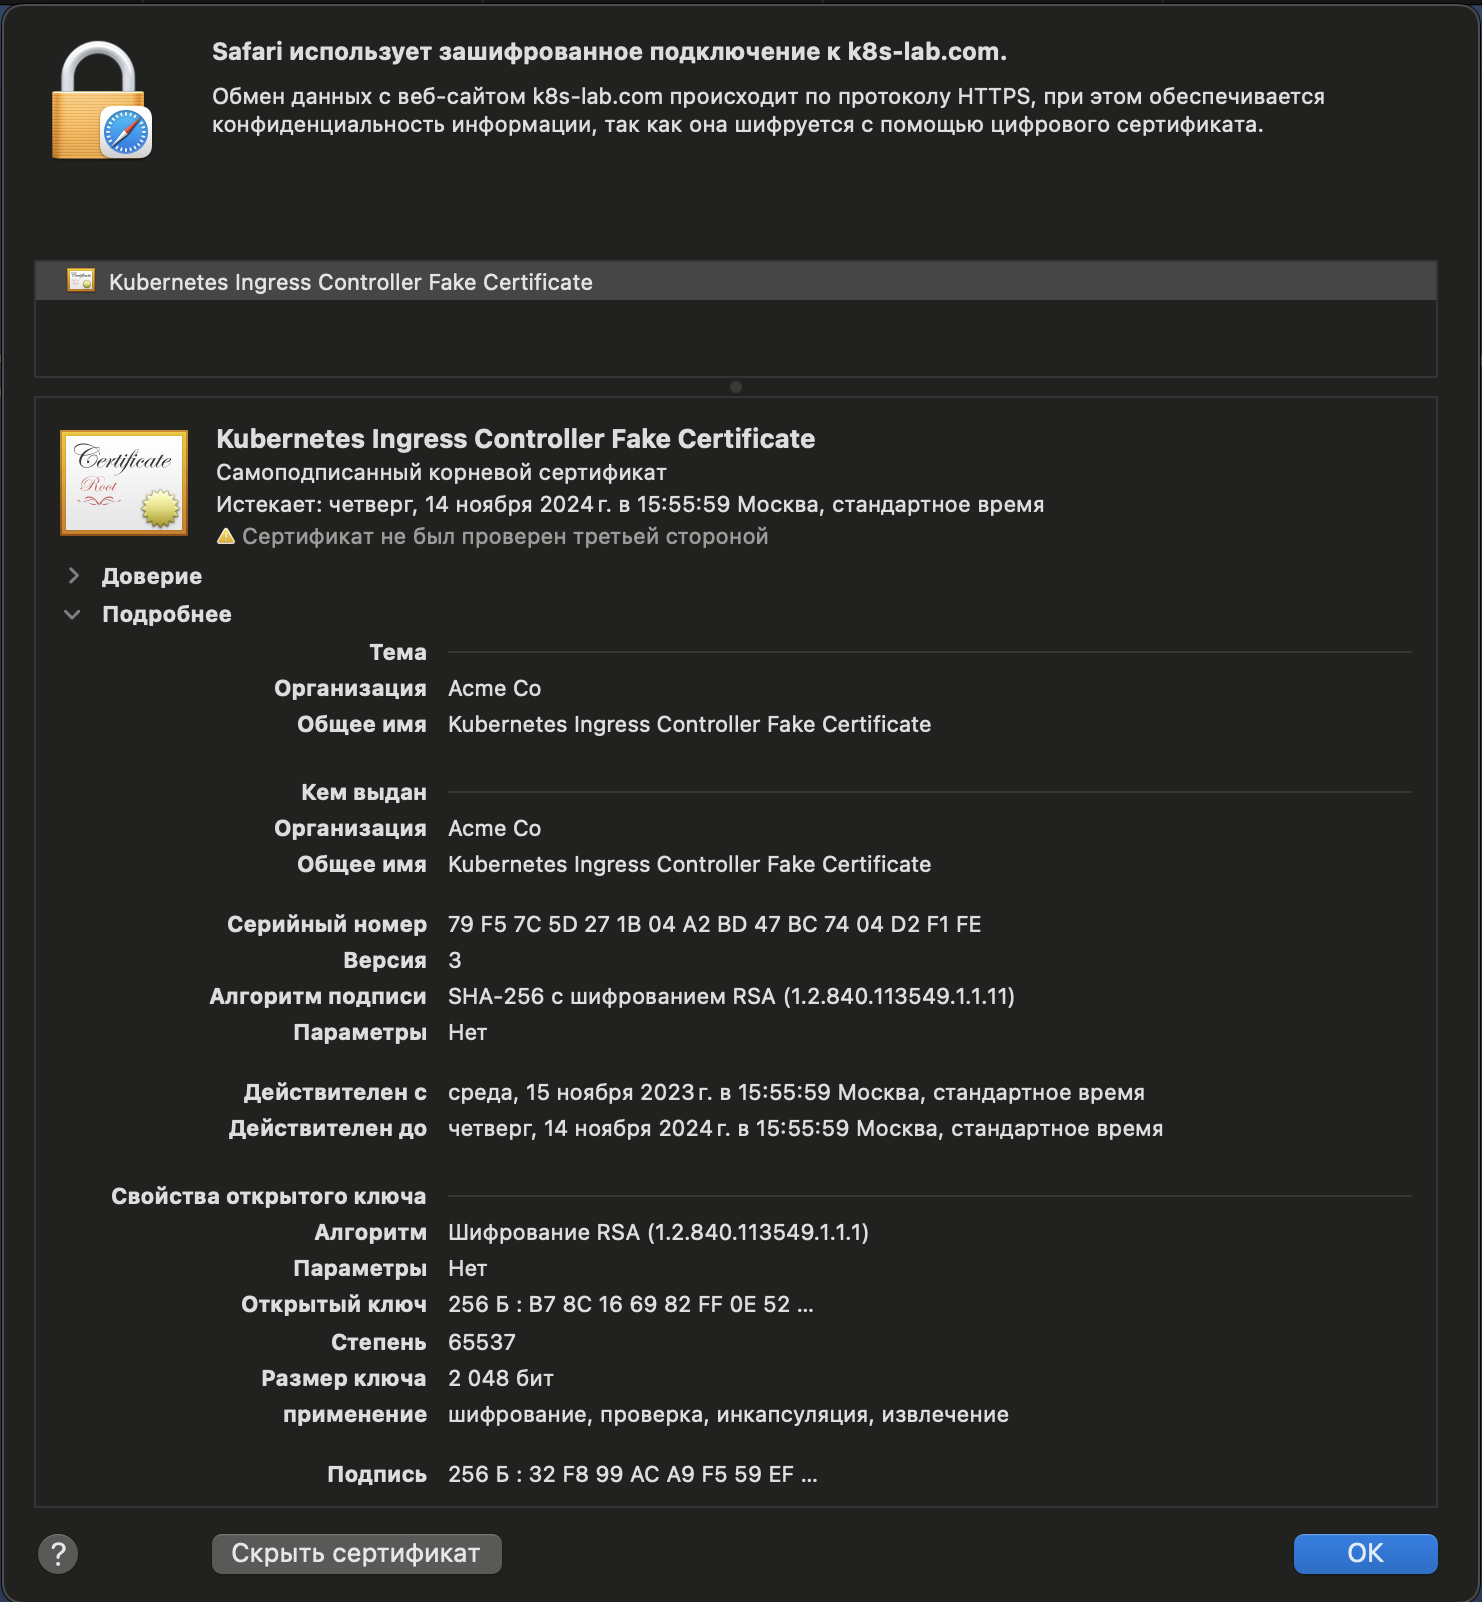 Safari использует зашифрованное подключение к k8s-lab.com.
Обмен данных с веб-сайтом k8s-lab.com происходит по протоколу HTTPS, при этом обеспечивается
конфиденциальность информации, так как она шифруется с помощью цифрового сертификата.
Kubernetes Ingress Controller Fake Certificate
Certificate
Root
Kubernetes Ingress Controller Fake Certificate
Самоподписанный корневой сертификат
Истекает: четверг, 14 ноября 2024 г. в 15:55:59 Москва, стандартное время
Сертификат не был проверен третьей стороной
Доверие
Подробнее
Тема
Организация Acme Co
Общее имя Kubernetes Ingress Controller Fake Certificate
Кем выдан
Организация Acme Co
Общее имя Kubernetes Ingress Controller Fake Certificate
Серийный номер 79 F5 7C 5D 27 1B 04 A2 BD 47 BC 74 04 D2 F1 FE
Версия 3
Алгоритм подписи SHA-256 с шифрованием RSA (1.2.840.113549.1.1.11)
Параметры Нет
Действителен с среда, 15 ноября 2023 г. в 15:55:59 Москва, стандартное время
Действителен до четверг, 14 ноября 2024 г. в 15:55:59 Москва, стандартное время
Свойства открытого ключа
Алгоритм Шифрование RSA (1.2.840.113549.1.1.1)
Параметры Нет
Открытый ключ 256 Б : B7 8C 16 69 82 FF 0E 52 ...
Степень 65537
Размер ключа 2 048 бит
применение шифрование, проверка, инкапсуляция, извлечение
Подпись 256 Б : 32 F8 99 AC A9 F5 59 EF ...
?
Скрыть сертификат
OK